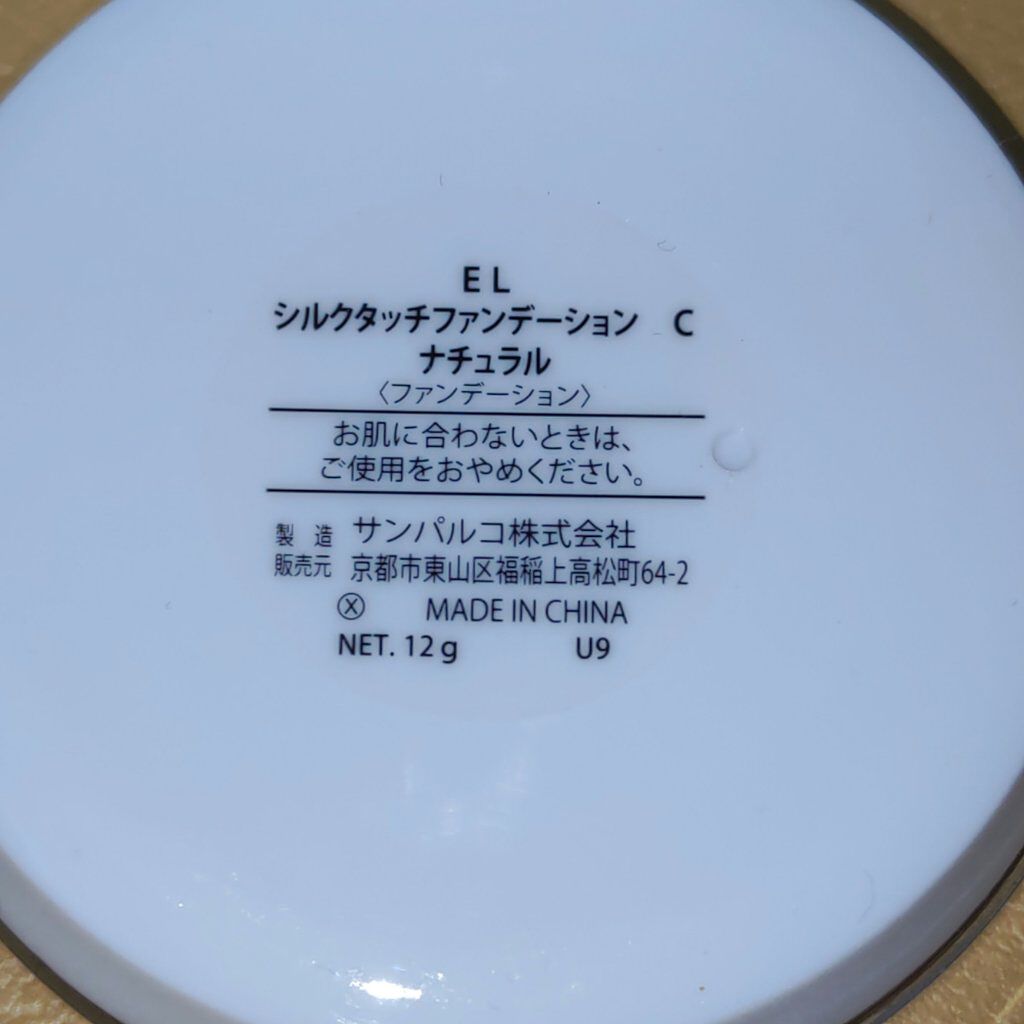 E L
シルクタッチファンデーション C
ナチュラル
〈ファンデーション〉
お肌に合わないときは、
ご使用をおやめください。
製 造 サンパルコ株式会社
販売元 京都市東山区福稲上高松町64-2
Ⓧ MADE IN CHINA
NET. 12 g U9